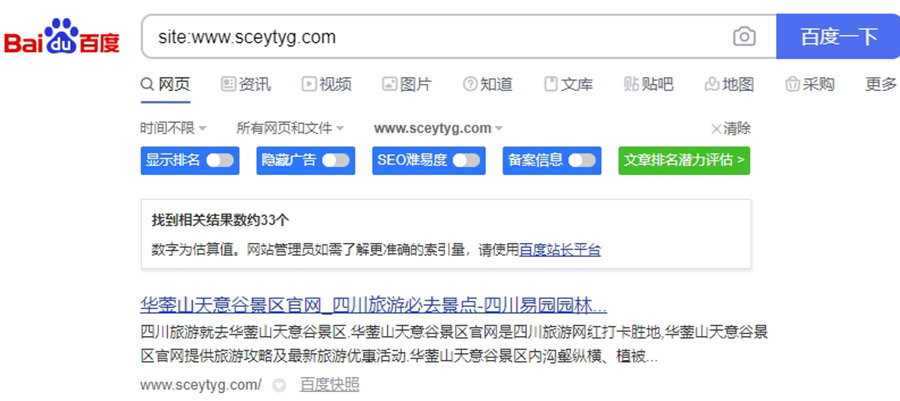 Bai du 百度
site:www.sceytyg.com
百度一下
网页 资讯 视频 图片 知道 文库 贴吧 地图 采购 更多
时间不限 所有网页和文件 www.sceytyg.com 清除
显示排名 隐藏广告 SEO难易度 备案信息 文章排名潜力评估 >
找到相关结果数约33个
数字为估算值。网站管理员如需了解更准确的索引量，请使用百度站长平台
华蓥山天意谷景区官网_四川旅游必去景点-四川易园园林...
四川旅游就去华蓥山天意谷景区.华蓥山天意谷景区官网是四川旅游网红打卡胜地,华蓥山天意谷景
区官网提供旅游攻略及最新旅游优惠活动.华蓥山天意谷景区内沟壑纵横、植被...
www.sceytyg.com/ 百度快照